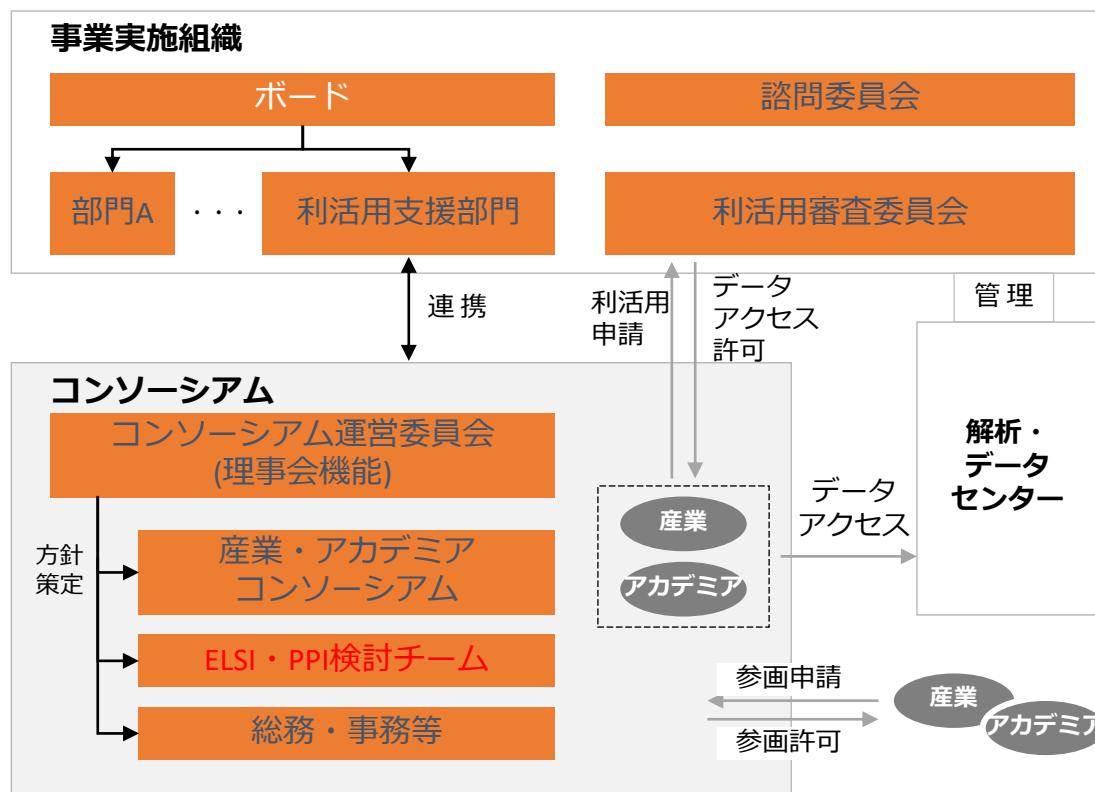 事業実施組織
ボード
諮問委員会
部門A
・・・
利活用支援部門
利活用審査委員会
連 携
利活用
申請
データ
アクセス
許可
管 理
コンソーシアム
コンソーシアム運営委員会
(理事会機能)
方針
策定
産業・アカデミア
コンソーシアム
ELSI・PPI検討チーム
総務・事務等
産業
アカデミア
データ
アクセス
解析・
データ
センター
参画申請
参画許可
産業
アカデミア